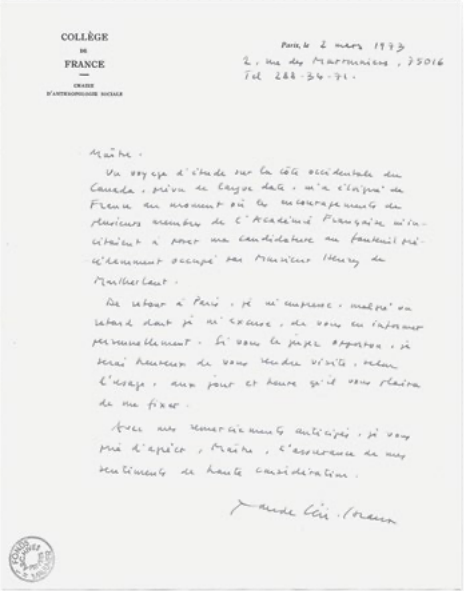 COLLÈGE
DE
FRANCE
CHAIRE
D'ANTHROPOLOGIE SOCIALE
Paris, le 2 mars 1973
2, rue des Marronniers, 75016
Tel 288-34-71.
Maître.
Un voyage d'étude sur la côte occidentale du
Canada, prévu de longue date, m'a éloigné de
France au moment où les encouragements de
plusieurs membres de l'Académie Française m'in-
citaient à poser ma candidature au fauteuil pré-
cédemment occupé par Monsieur Henry de
Montherlant.
De retour à Paris, je m'empresse, malgré un
retard dont je m'excuse, de vous en informer
personnellement. Si vous le jugez opportun, je
serai heureux de vous rendre visite, selon
l'usage, aux jour et heure qu'il vous plaira
de me fixer.
Avec mes remerciements anticipés, je vous
prie d'agréer, Maître, l'assurance de mes
sentiments de haute considération.
Claude Lévi-Strauss
FONDS